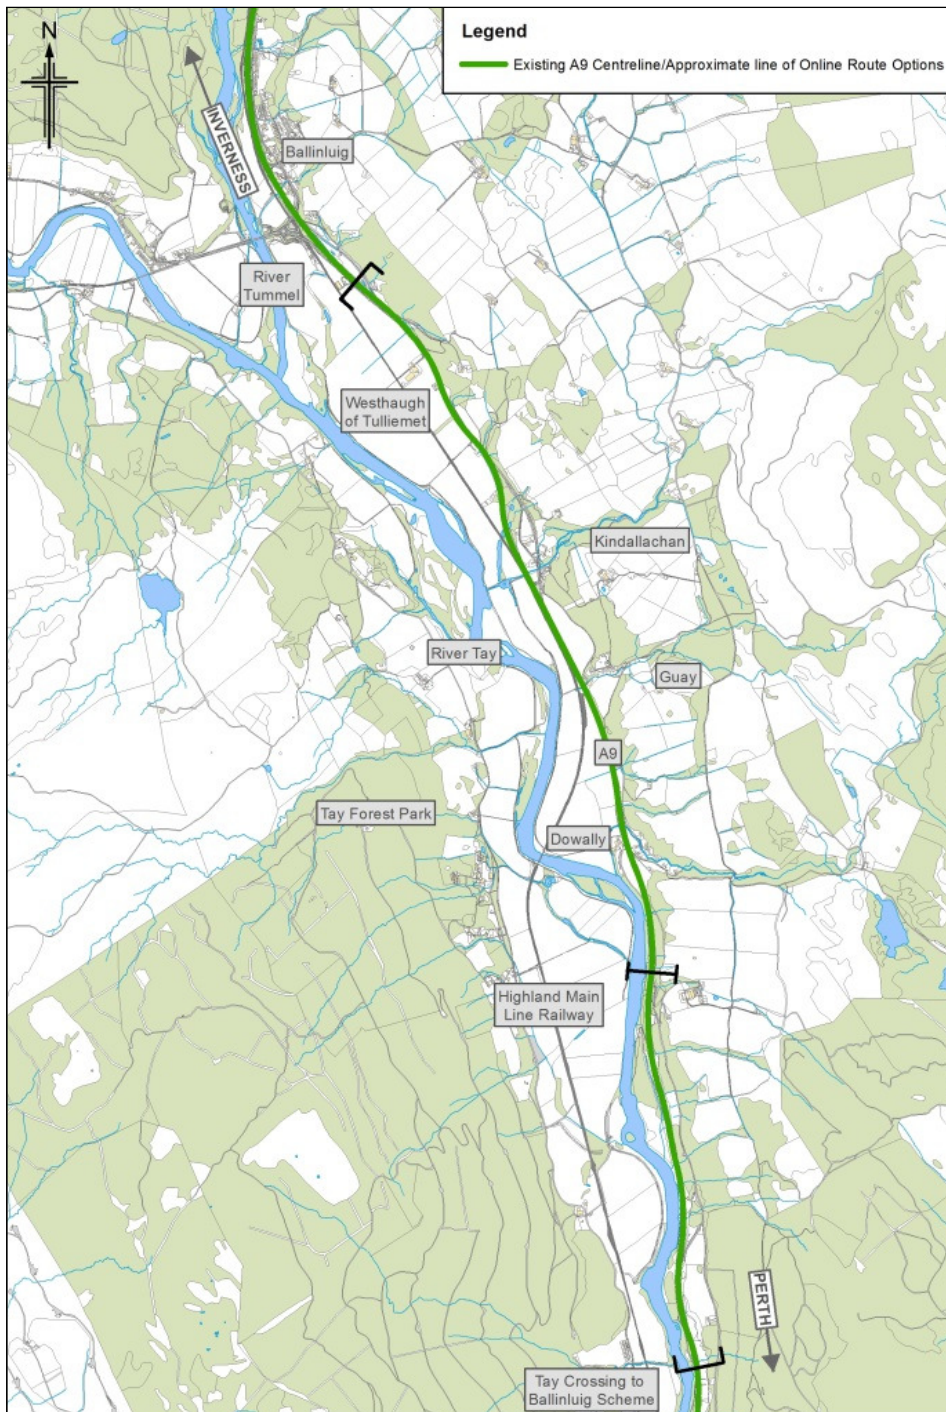 Legend
Existing A9 Centreline/Approximate line of Online Route Options
N
INVERNESS
Ballinluig
River
Tummel
Westhaugh
of Tulliemet
Kindallachan
River Tay
Guay
A9
Tay Forest Park
Dowally
Highland Main
Line Railway
PERTH
Tay Crossing to
Ballinluig Scheme